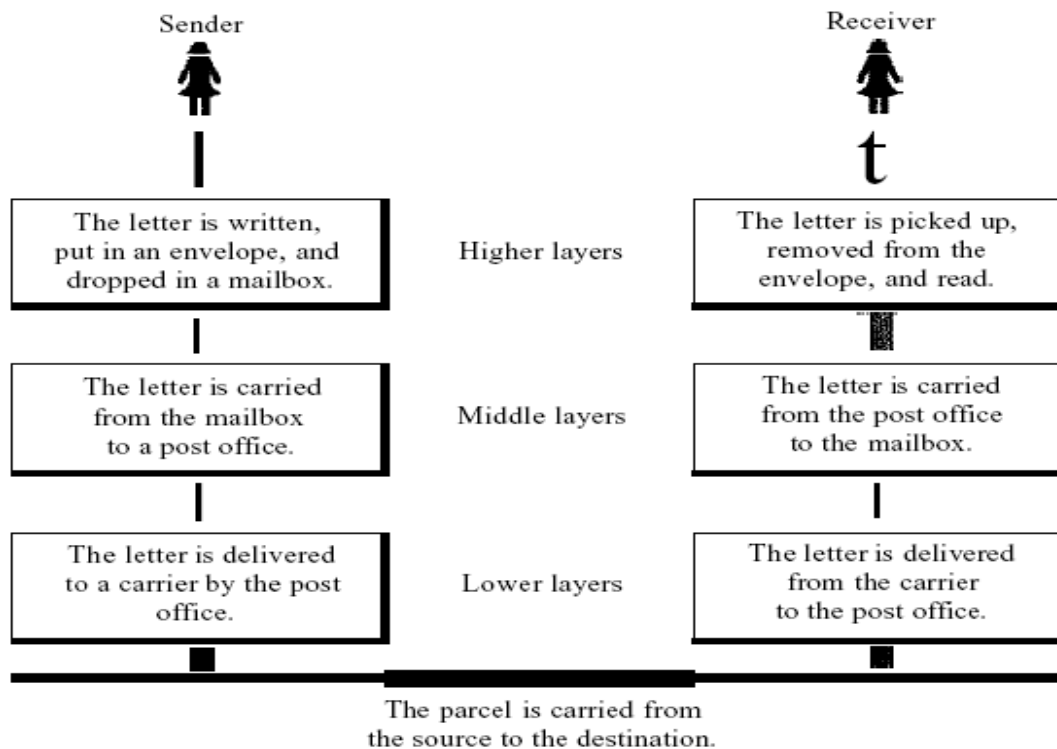 Sender
Receiver
t
The letter is written,
put in an envelope, and
dropped in a mailbox.
Higher layers
The letter is picked up,
removed from the
envelope, and read.
The letter is carried
from the mailbox
to a post office.
Middle layers
The letter is carried
from the post office
to the mailbox.
The letter is delivered
to a carrier by the post
office.
Lower layers
The letter is delivered
from the carrier
to the post office.
The parcel is carried from
the source to the destination.